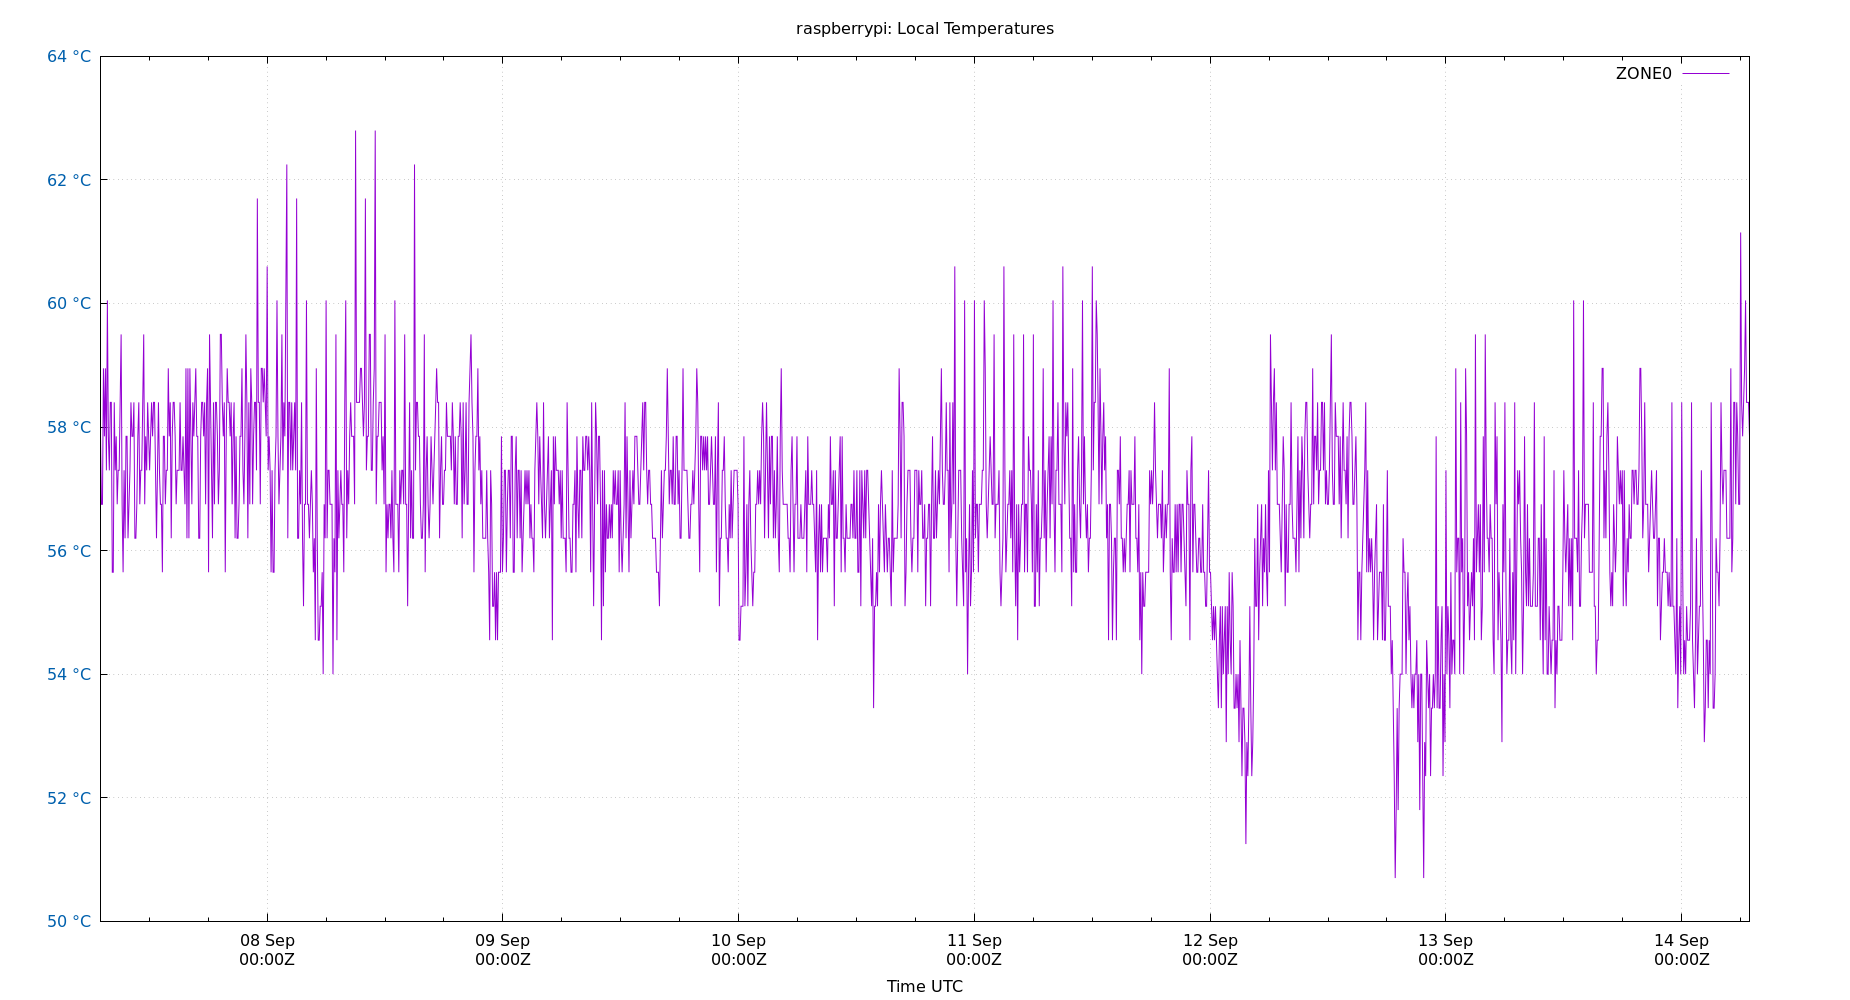 raspberrypi: Local Temperatures
64 °C
ZONE0
62 °C
60 °C
58 °C
56 °C
54 °C
52 °C
50 °C
08 Sep 09 Sep 10 Sep 11 Sep 12 Sep 13 Sep 14 Sep
00:00Z 00:00Z 00:00Z 00:00Z 00:00Z 00:00Z 00:00Z
Time UTC